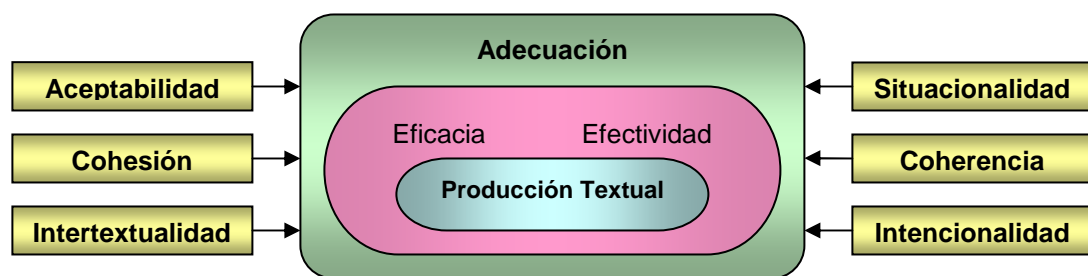 Adecuación
Aceptabilidad
Situacionalidad
Eficacia
Efectividad
Cohesión
Coherencia
Producción Textual
Intertextualidad
Intencionalidad